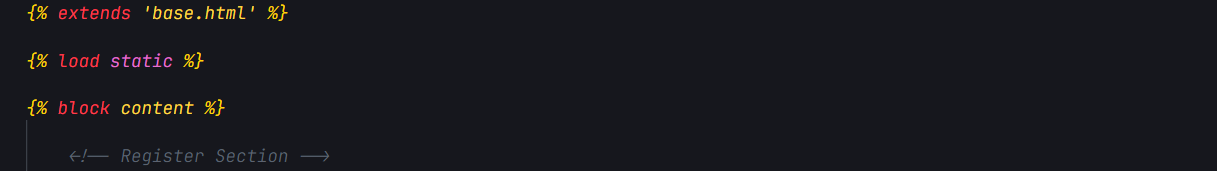 {% extends 'base.html' %}
{% load static %}
{% block content %}
<!-- Register Section -->